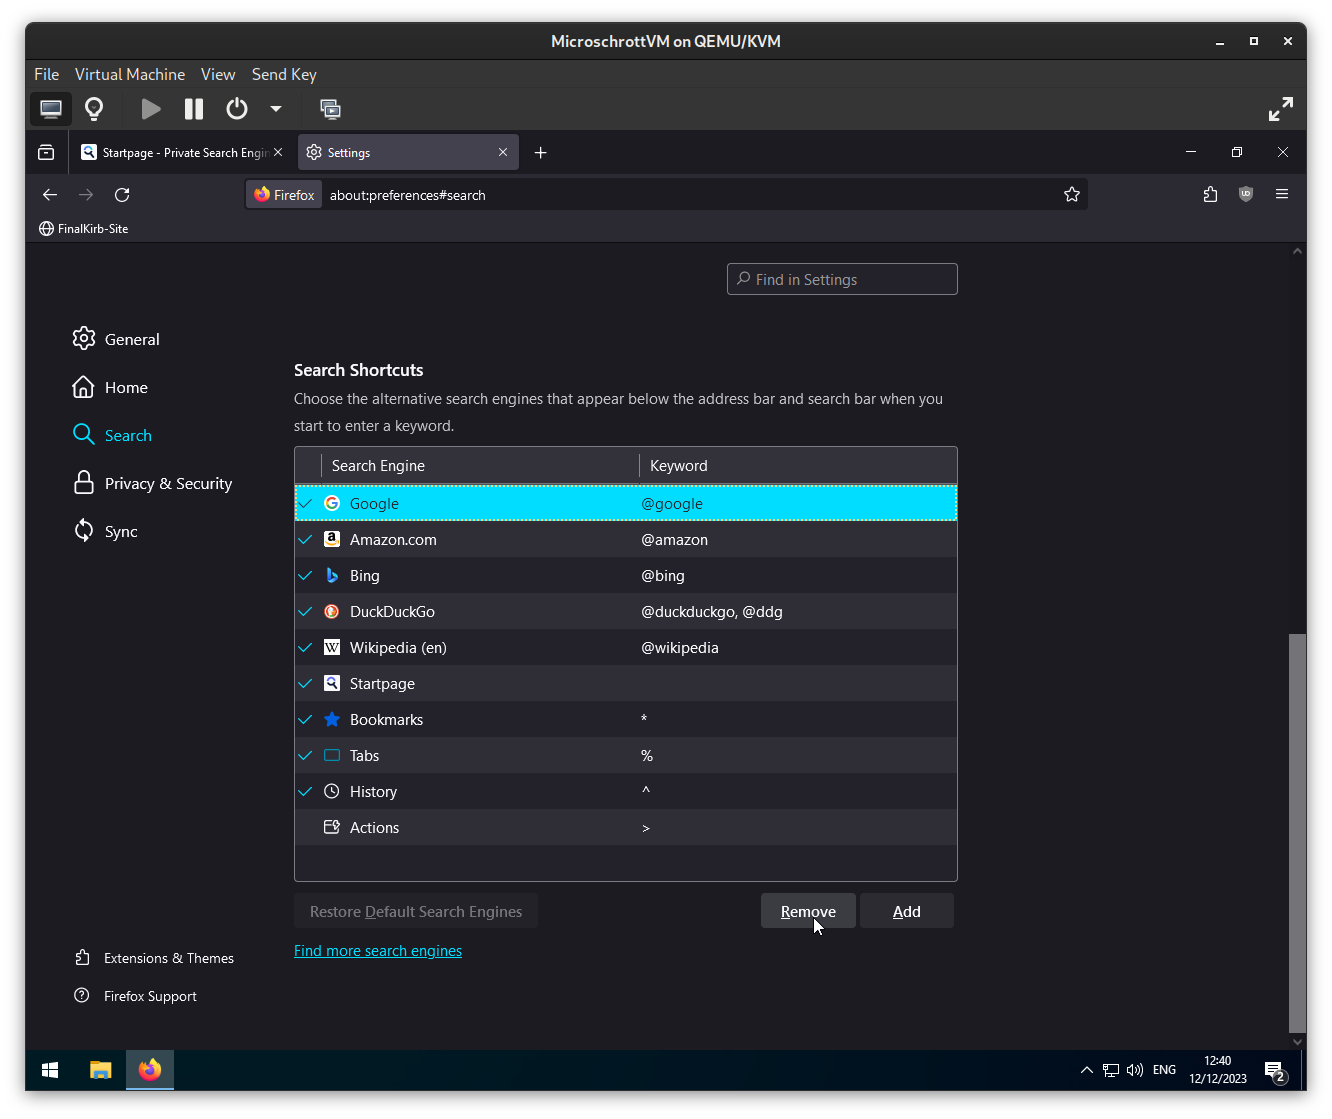 MicroschrottVM on QEMU/KVM
File Virtual Machine View Send Key
Startpage - Private Search Engin
Settings
Firefox about:preferences#search
FinalKirb-Site
Find in Settings
General
Home
Search
Privacy & Security
Sync
Search Shortcuts
Choose the alternative search engines that appear below the address bar and search bar when you
start to enter a keyword.
Search Engine Keyword
Google @google
Amazon.com @amazon
Bing @bing
DuckDuckGo @duckduckgo, @ddg
Wikipedia (en) @wikipedia
Startpage
Bookmarks *
Tabs %
History ^
Actions >
Restore Default Search Engines Remove Add
Find more search engines
Extensions & Themes
Firefox Support
ENG
12:40
12/12/2023
2